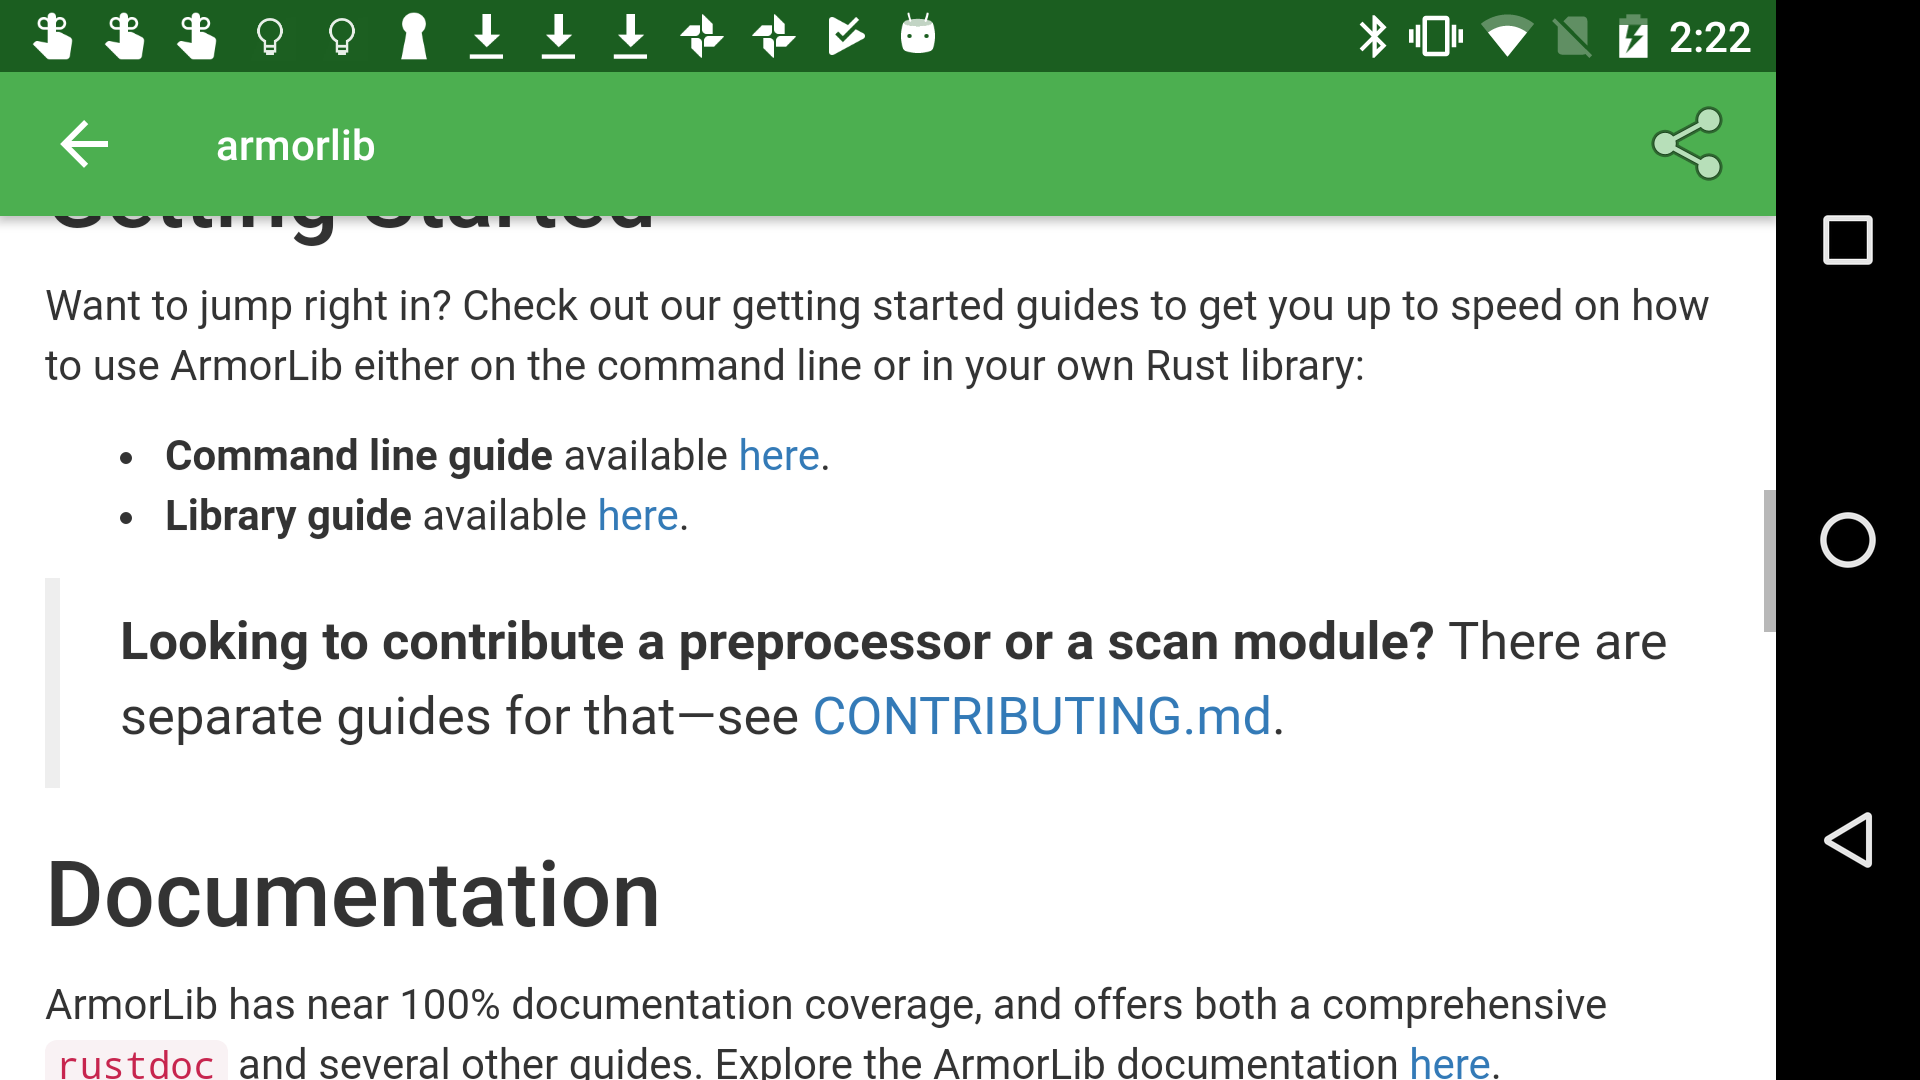 2:22
armorlib
Getting Started
Want to jump right in? Check out our getting started guides to get you up to speed on how
to use ArmorLib either on the command line or in your own Rust library:
• Command line guide available here.
• Library guide available here.
Looking to contribute a preprocessor or a scan module? There are
separate guides for that—see CONTRIBUTING.md.
Documentation
ArmorLib has near 100% documentation coverage, and offers both a comprehensive
rustdoc and several other guides. Explore the ArmorLib documentation here.